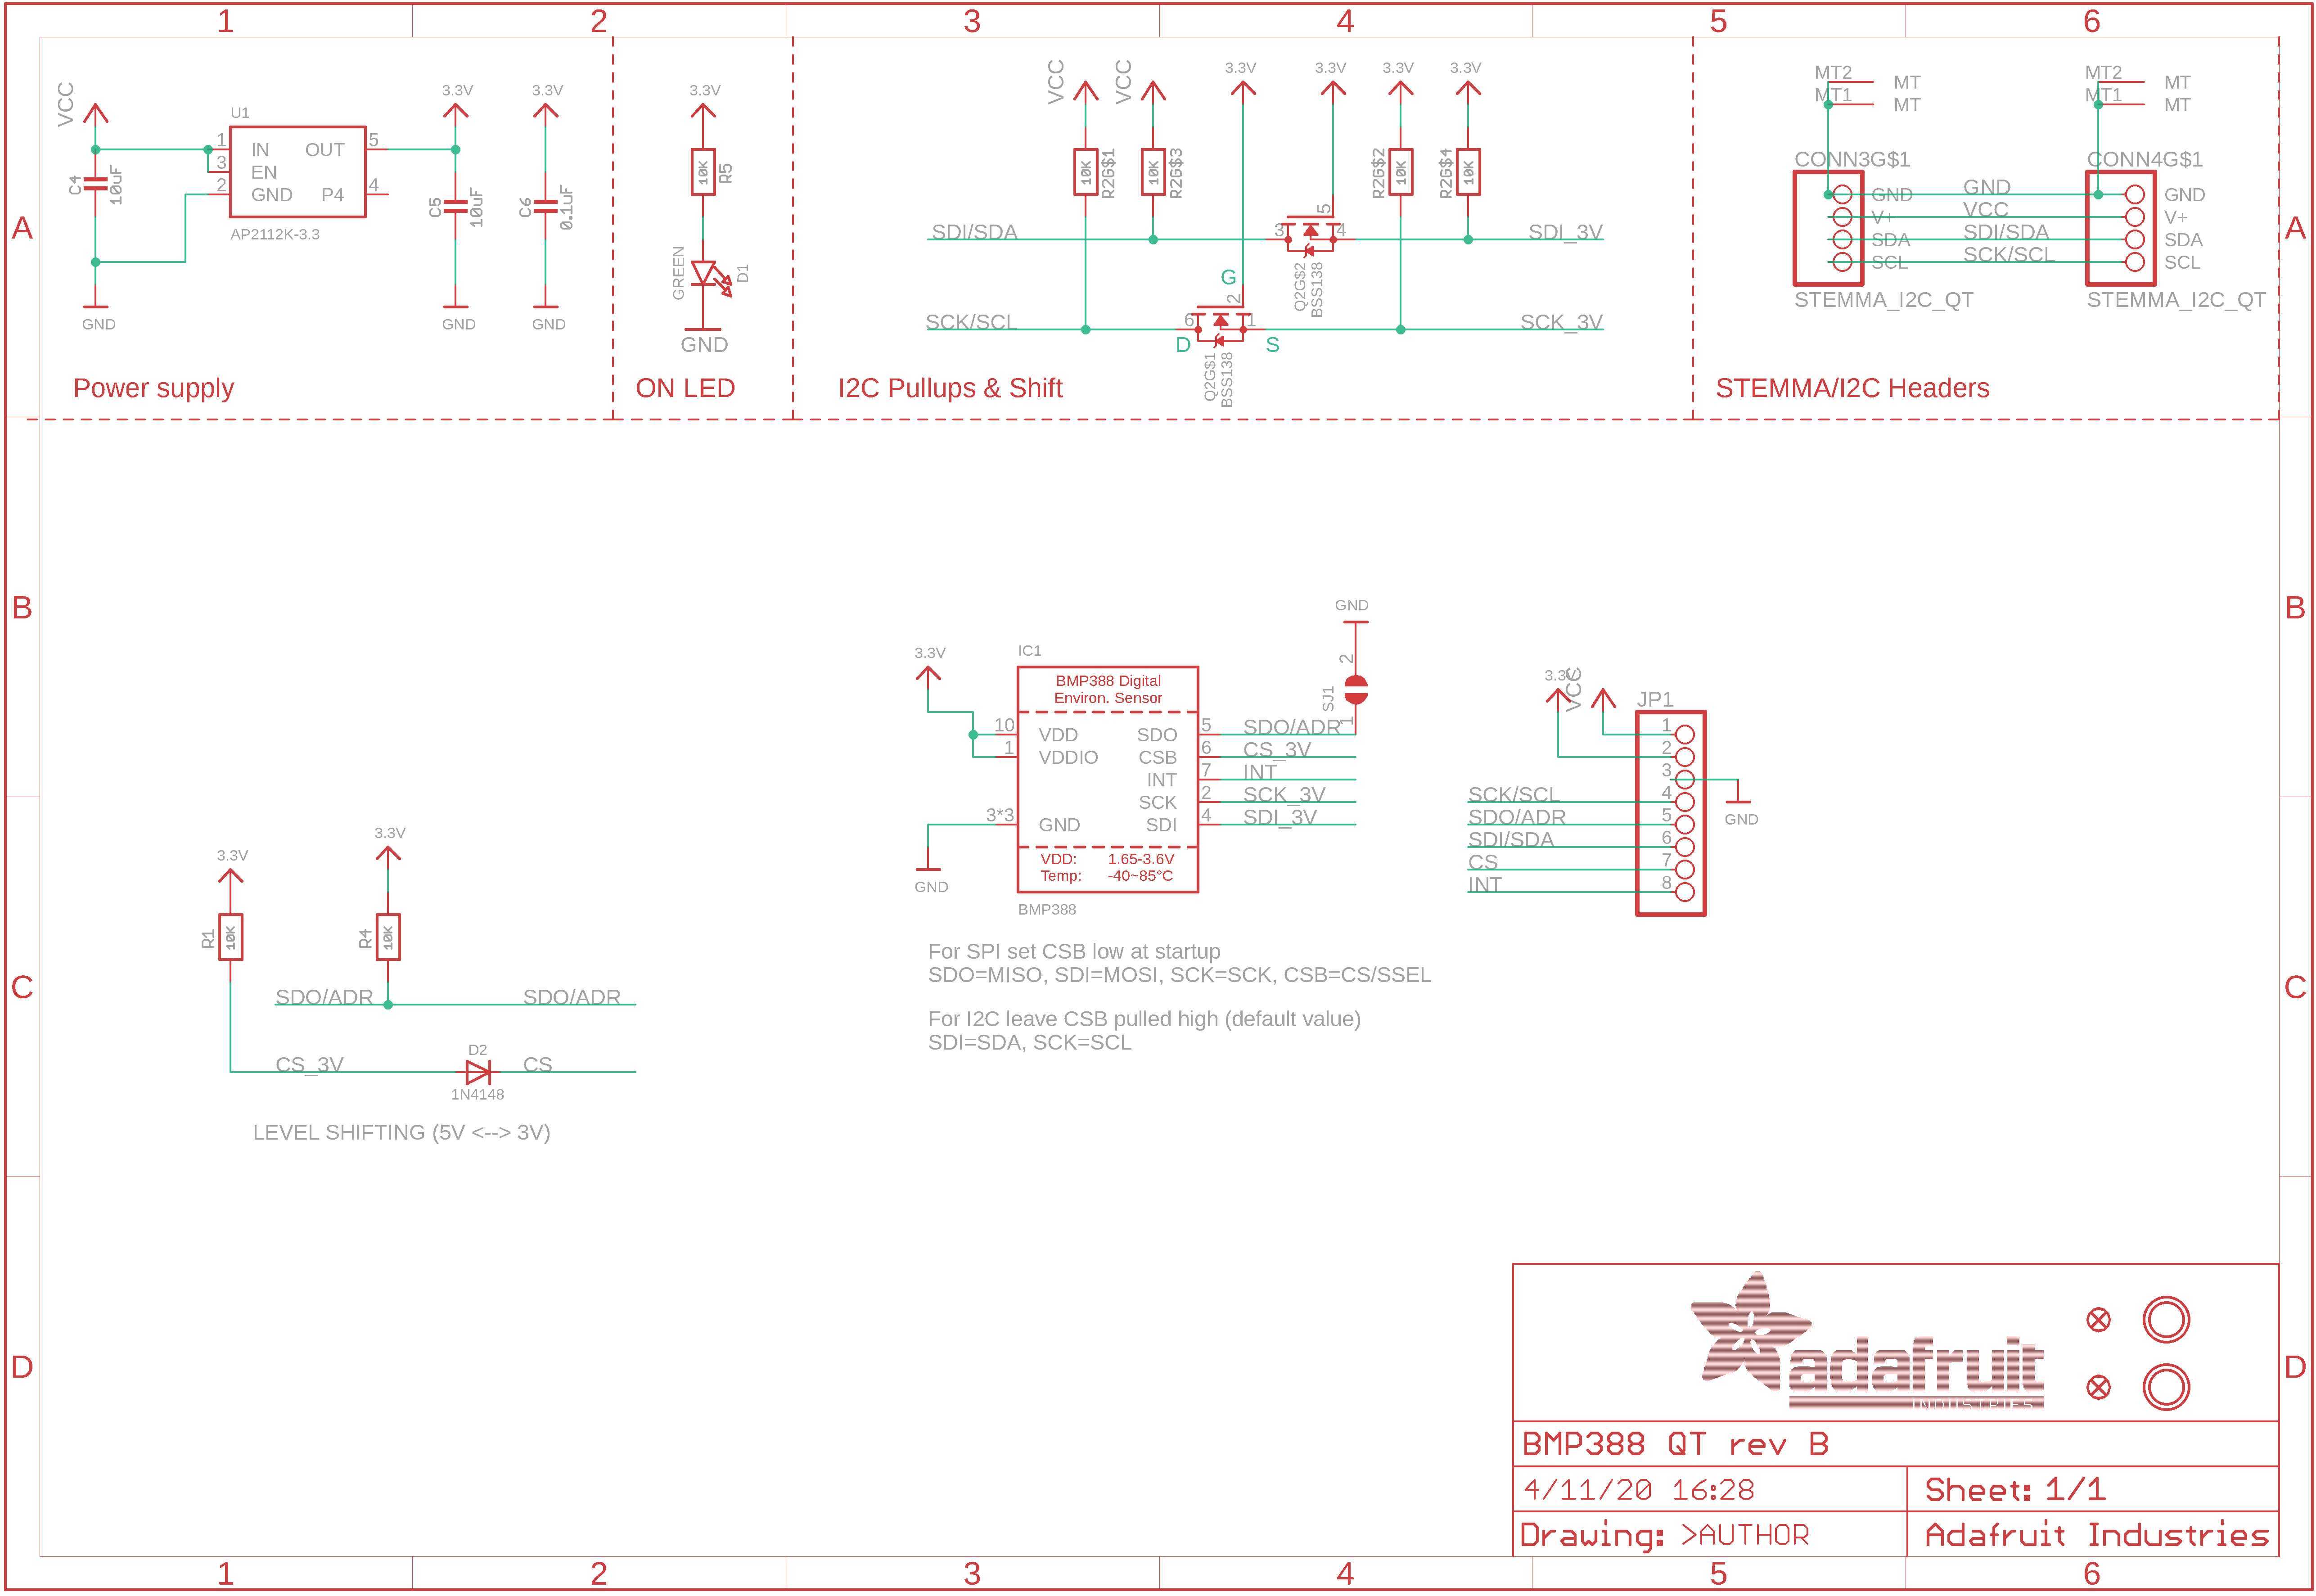 1 2 3 4 5 6
A
B
C
D
A
B
C
D
1 2 3 4 5 6
VCC
C4
10uF
GND
U1
1 IN OUT 5
3 EN
2 GND P4 4
AP2112K-3.3
3.3V
C5
10uF
GND
3.3V
C6
0.1uF
GND
Power supply
3.3V
10K
R5
GREEN
D1
GND
ON LED
VCC
VCC
3.3V
3.3V
3.3V
3.3V
10K
R2G$1
10K
R2G$3
10K
R2G$2
10K
R2G$4
SDI/SDA
3
5
4
SDI_3V
Q2G$2
BSS138
G
2
SCK/SCL
6
1
SCK_3V
D
S
Q2G$1
BSS138
I2C Pullups & Shift
MT2 MT
MT1 MT
MT2 MT
MT1 MT
CONN3G$1
CONN4G$1
GND GND GND
V+ VCC V+
SDA SDI/SDA SDA
SCL SCK/SCL SCL
STEMMA_I2C_QT
STEMMA_I2C_QT
STEMMA/I2C Headers
GND
2
SJ1
1
3.3V
IC1
BMP388 Digital
Environ. Sensor
10 VDD SDO 5 SDO/ADR
1 VDDIO CSB 6 CS_3V
INT 7 INT
SCK 2 SCK_3V
3*3 GND SDI 4 SDI_3V
VDD: 1.65-3.6V
Temp: -40~85°C
GND
BMP388
3.3V
VCC
JP1
1
2
3
SCK/SCL 4
SDO/ADR 5
SDI/SDA 6
CS 7
INT 8
GND
For SPI set CSB low at startup
SDO=MISO, SDI=MOSI, SCK=SCK, CSB=CS/SSEL
For I2C leave CSB pulled high (default value)
SDI=SDA, SCK=SCL
3.3V
3.3V
R1
10K
R4
10K
SDO/ADR SDO/ADR
CS_3V
D2
CS
1N4148
LEVEL SHIFTING (5V <--> 3V)
adafruit
INDUSTRIES
BMP388 QT rev B
4/11/20 16:28
Sheet: 1/1
Drawing: >AUTHOR
Adafruit Industries